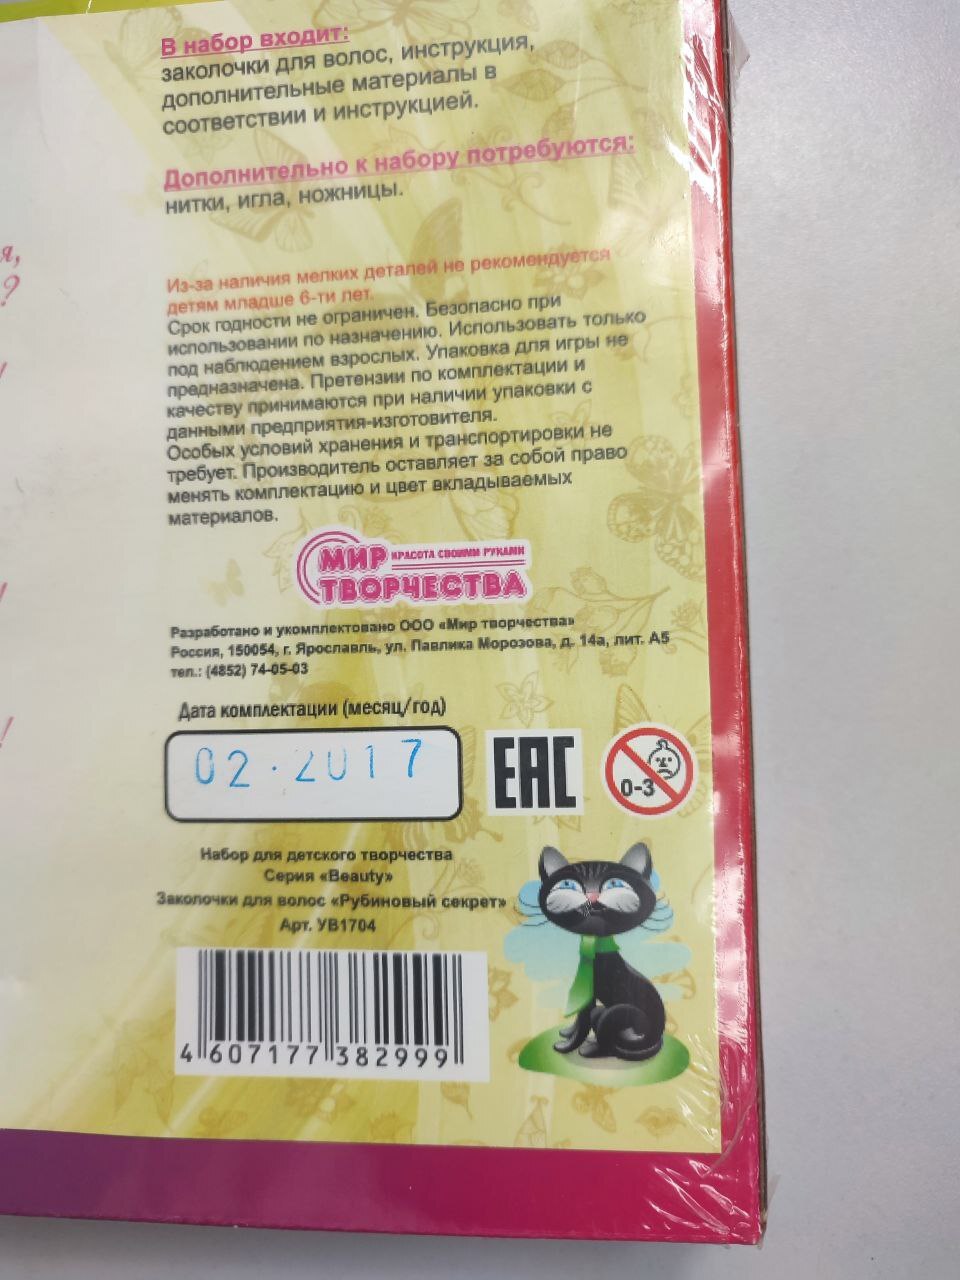 В набор входит:
заколочки для волос, инструкция,
дополнительные материалы в
соответствии и инструкцией.
Дополнительно к набору потребуются:
нитки, игла, ножницы.
я,
?
!
!
!
Из-за наличия мелких деталей не рекомендуется
детям младше 6-ти лет.
Срок годности не ограничен. Безопасно при
использовании по назначению. Использовать только
под наблюдением взрослых. Упаковка для игры не
предназначена. Претензии по комплектации и
качеству принимаются при наличии упаковки с
данными предприятия-изготовителя.
Особых условий хранения и транспортировки не
требует. Производитель оставляет за собой право
менять комплектацию и цвет вкладываемых
материалов.
МИР КРАСОТА СВОИМИ РУКАМИ
ТВОРЧЕСТВА
Разработано и укомплектовано ООО «Мир творчества»
Россия, 150054, г. Ярославль, ул. Павлика Морозова, д. 14а, лит. А5
тел.: (4852) 74-05-03
Дата комплектации (месяц/год)
02.2017
EAC
0-3
Набор для детского творчества
Серия «Beauty»
Заколочки для волос «Рубиновый секрет»
Арт. УВ1704
4 607177 382999